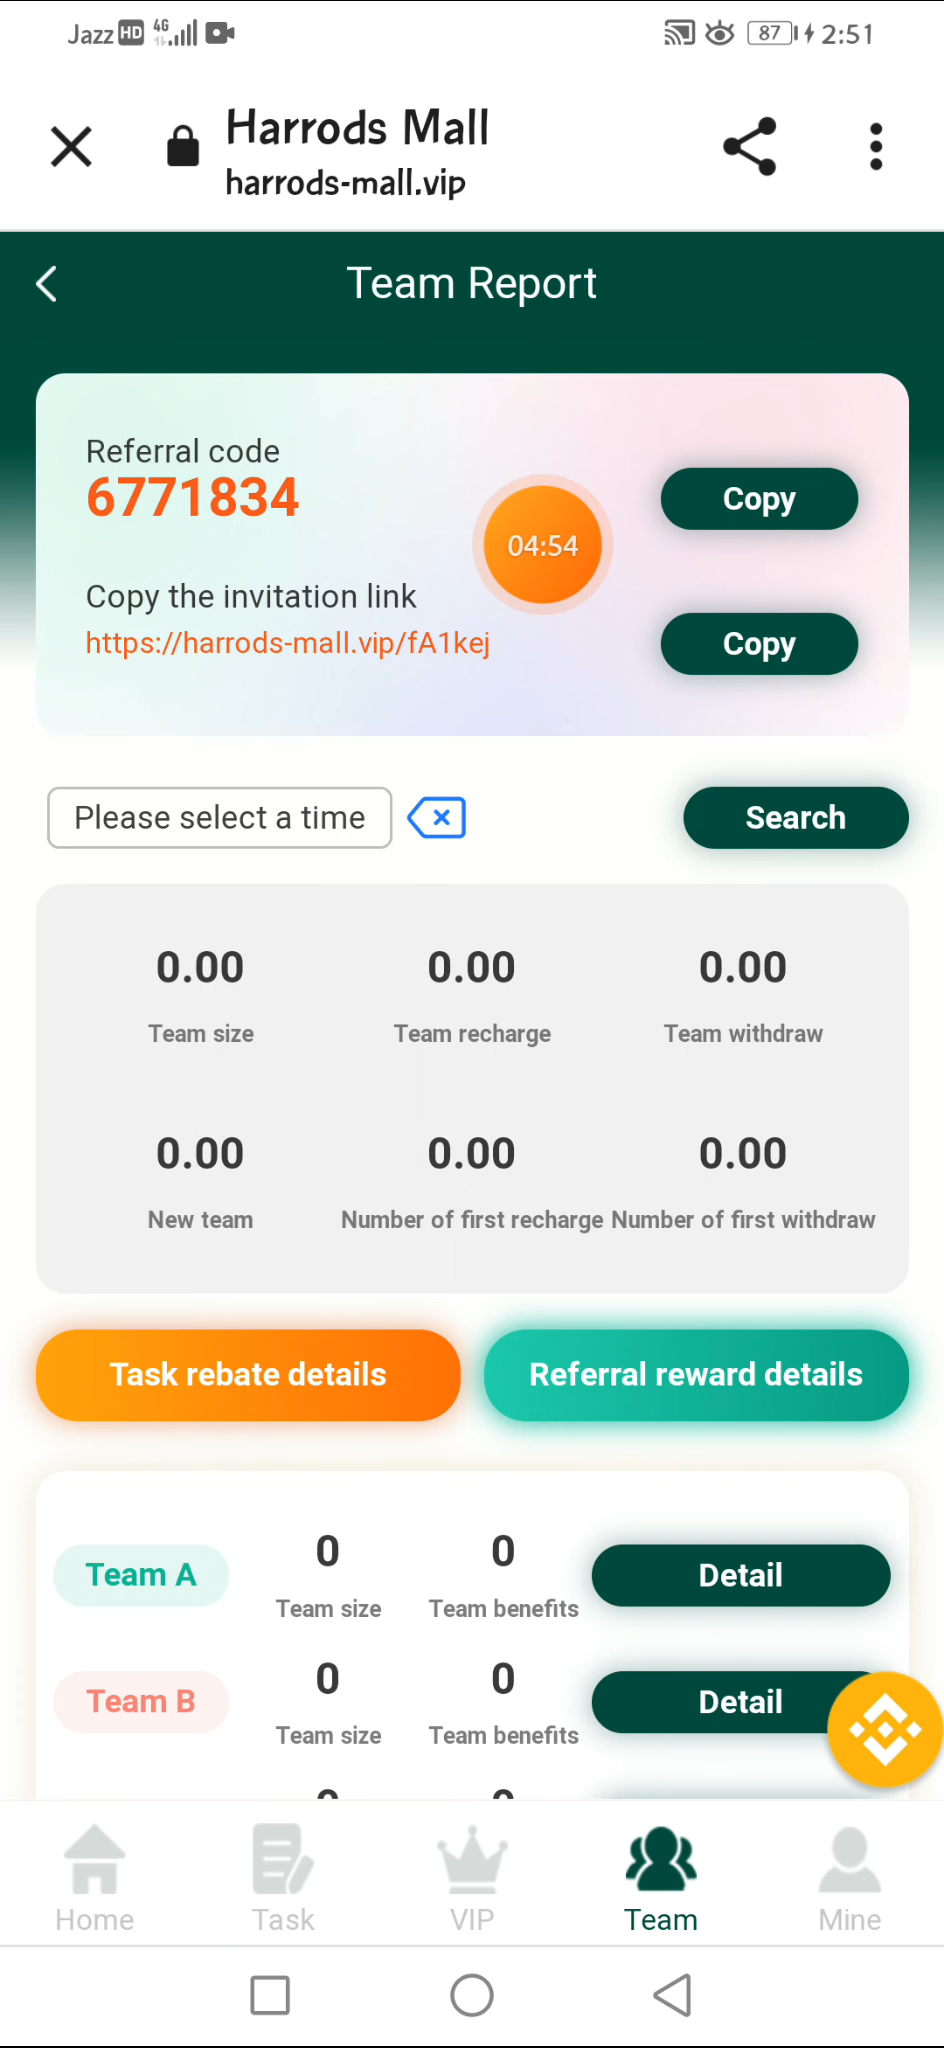 Jazz HD 4G 87 2:51
Harrods Mall
harrods-mall.vip
Team Report
Referral code
6771834
Copy
04:54
Copy the invitation link
https://harrods-mall.vip/fA1kej
Copy
Please select a time
Search
0.00 0.00 0.00
Team size Team recharge Team withdraw
0.00 0.00 0.00
New team Number of first recharge Number of first withdraw
Task rebate details Referral reward details
Team A
0 0
Team size Team benefits
Detail
Team B
0 0
Team size Team benefits
Detail
Home Task VIP Team Mine